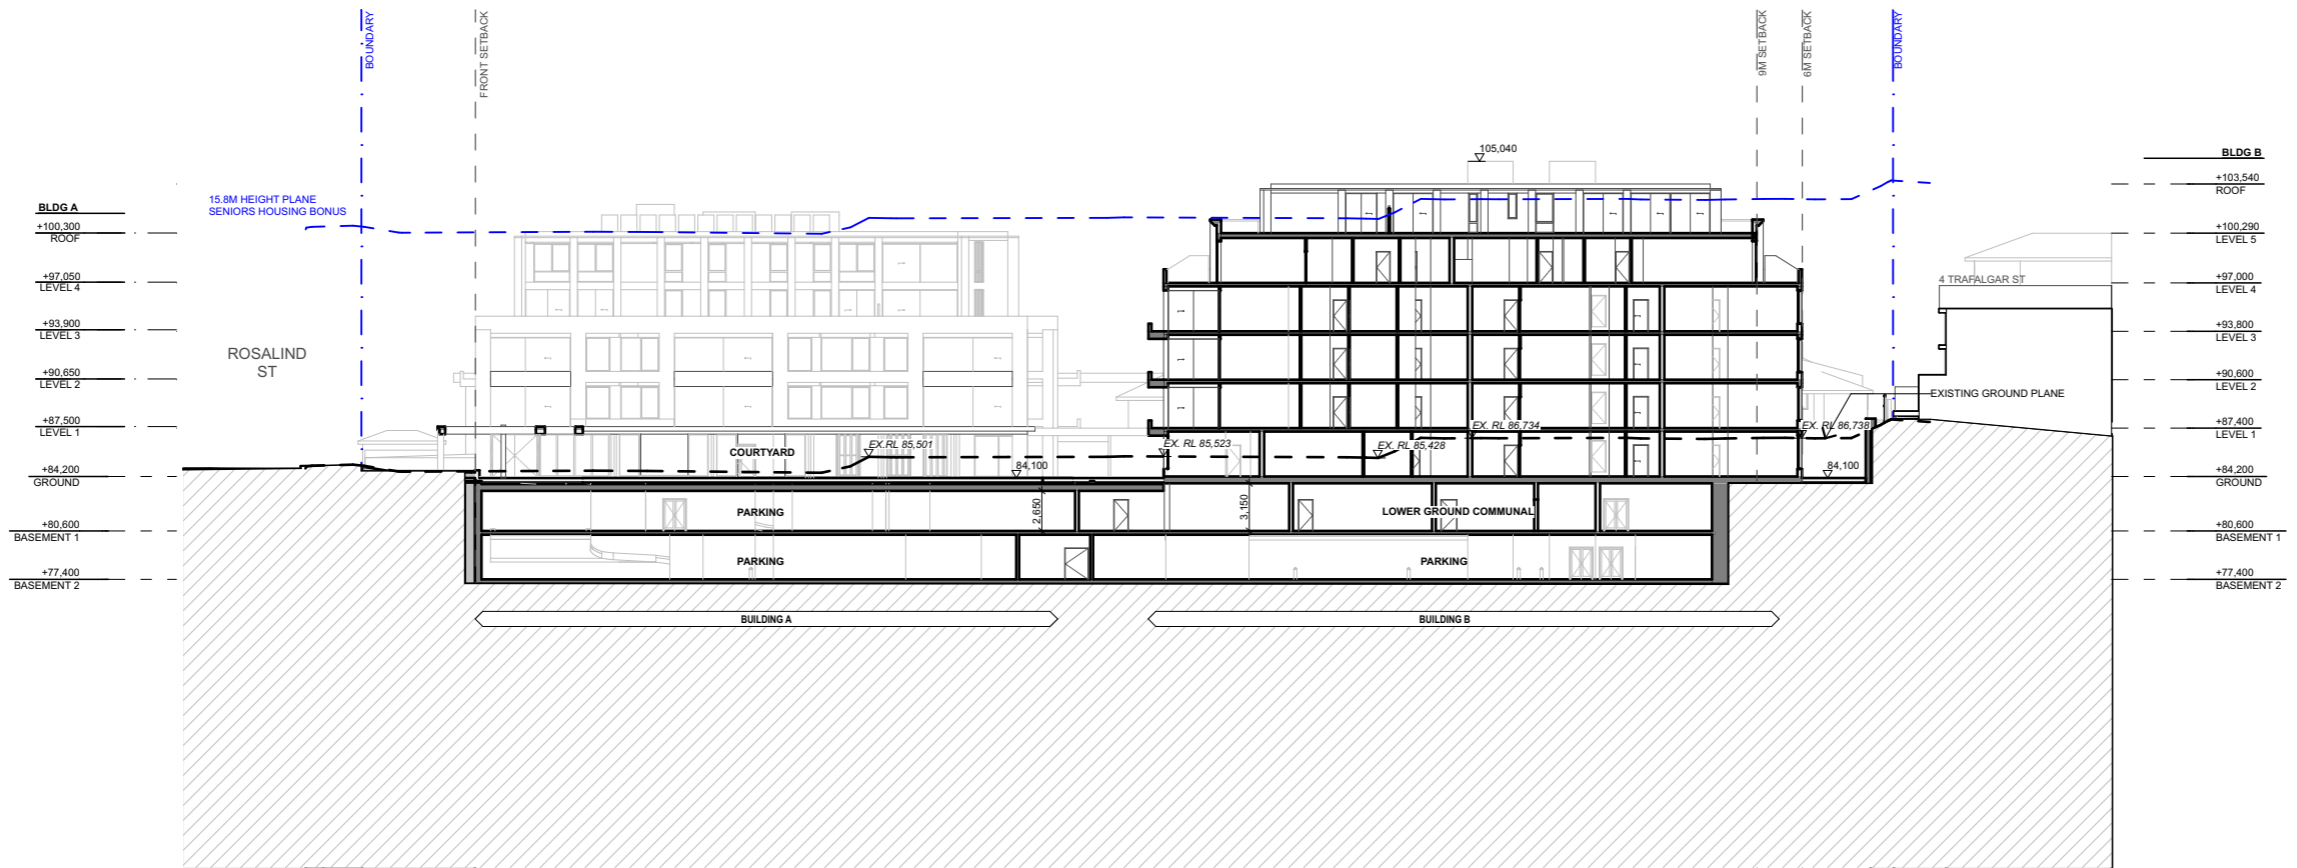 BOUNDARY
FRONT SETBACK
9M SETBACK
6M SETBACK
BOUNDARY
105,040
15.8M HEIGHT PLANE
SENIORS HOUSING BONUS
BLDG A
+100,300
ROOF
+97,050
LEVEL 4
+93,900
LEVEL 3
+90,650
LEVEL 2
+87,500
LEVEL 1
+84,200
GROUND
+80,600
BASEMENT 1
+77,400
BASEMENT 2
ROSALIND
ST
4 TRAFALGAR ST
EXISTING GROUND PLANE
EX.RL 85,501
EX. RL 85,523
EX. RL 85,428
EX. RL 86,734
EX. RL 86,738
COURTYARD
84,100
84,100
PARKING
2,650
3,150
LOWER GROUND COMMUNAL
PARKING
PARKING
BUILDING A
BUILDING B
BLDG B
+103,540
ROOF
+100,290
LEVEL 5
+97,000
LEVEL 4
+93,800
LEVEL 3
+90,600
LEVEL 2
+87,400
LEVEL 1
+84,200
GROUND
+80,600
BASEMENT 1
+77,400
BASEMENT 2